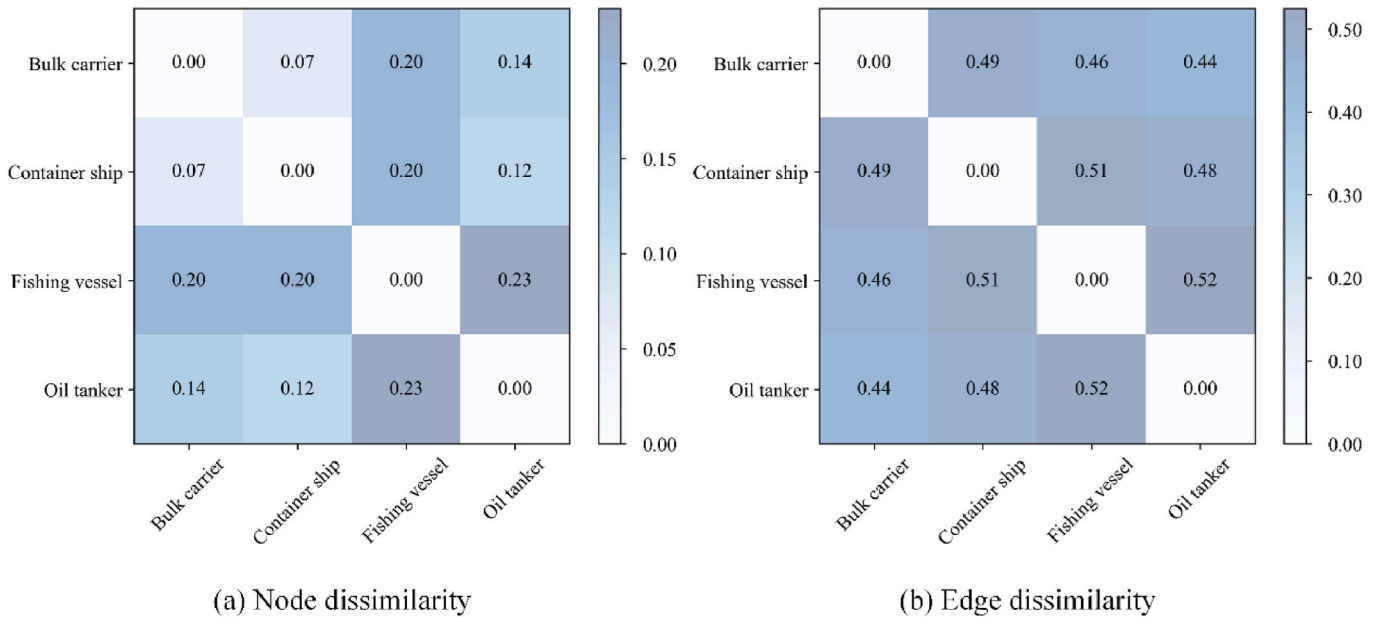 Bulk carrier 0.00 0.07 0.20 0.14
Container ship 0.07 0.00 0.20 0.12
Fishing vessel 0.20 0.20 0.00 0.23
Oil tanker 0.14 0.12 0.23 0.00
Bulk carrier Container ship Fishing vessel Oil tanker
0.20
0.15
0.10
0.05
0.00
(a) Node dissimilarity
Bulk carrier 0.00 0.49 0.46 0.44
Container ship 0.49 0.00 0.51 0.48
Fishing vessel 0.46 0.51 0.00 0.52
Oil tanker 0.44 0.48 0.52 0.00
Bulk carrier Container ship Fishing vessel Oil tanker
0.50
0.40
0.30
0.20
0.10
0.00
(b) Edge dissimilarity